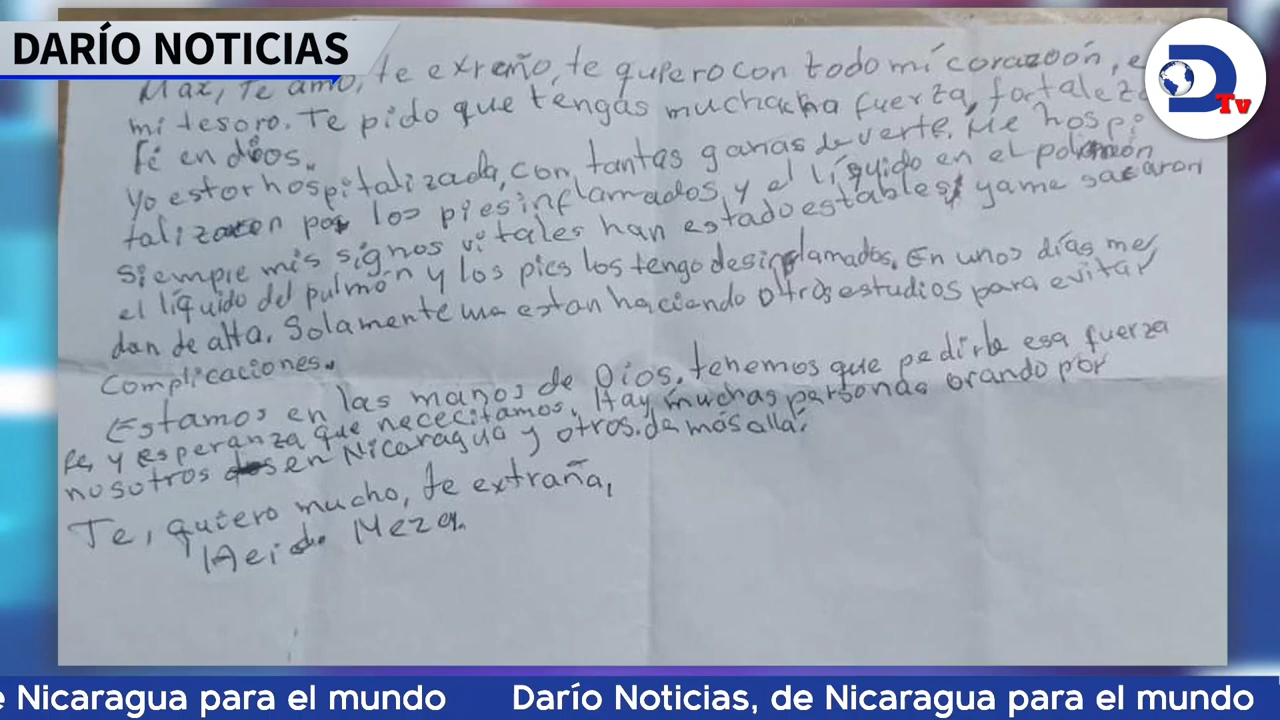 DARÍO NOTICIAS
D Tv
Max, Te amo, te extraño, te quiero con todo mí corazoón, e
mi tesoro. Te pido que tengas mucha fuerza, fortaleza
fé en dios.
Yo estor hospitalizada, con tantas ganas de verte. Me hospi
talizaron por los pies inflamados y el líquido en el
siempre mis signos vitales han estado estables, ya me sacaron
el líquido del pulmón y los pies los tengo desinflamados. En unos días me
dan de alta. Solamente me estan haciendo otros estudios para evitar
Complicaciones.
Estamos en las manos de Dios. tenemos que pedirle esa fuerza
fe, y esperanza que nececitamos. Hay muchas personas orando por
nosotros en Nicaragua y otros. de más allá.
Te, quiero mucho, te extraña,
Meza.
e Nicaragua para el mundo Darío Noticias, de Nicaragua para el mundo